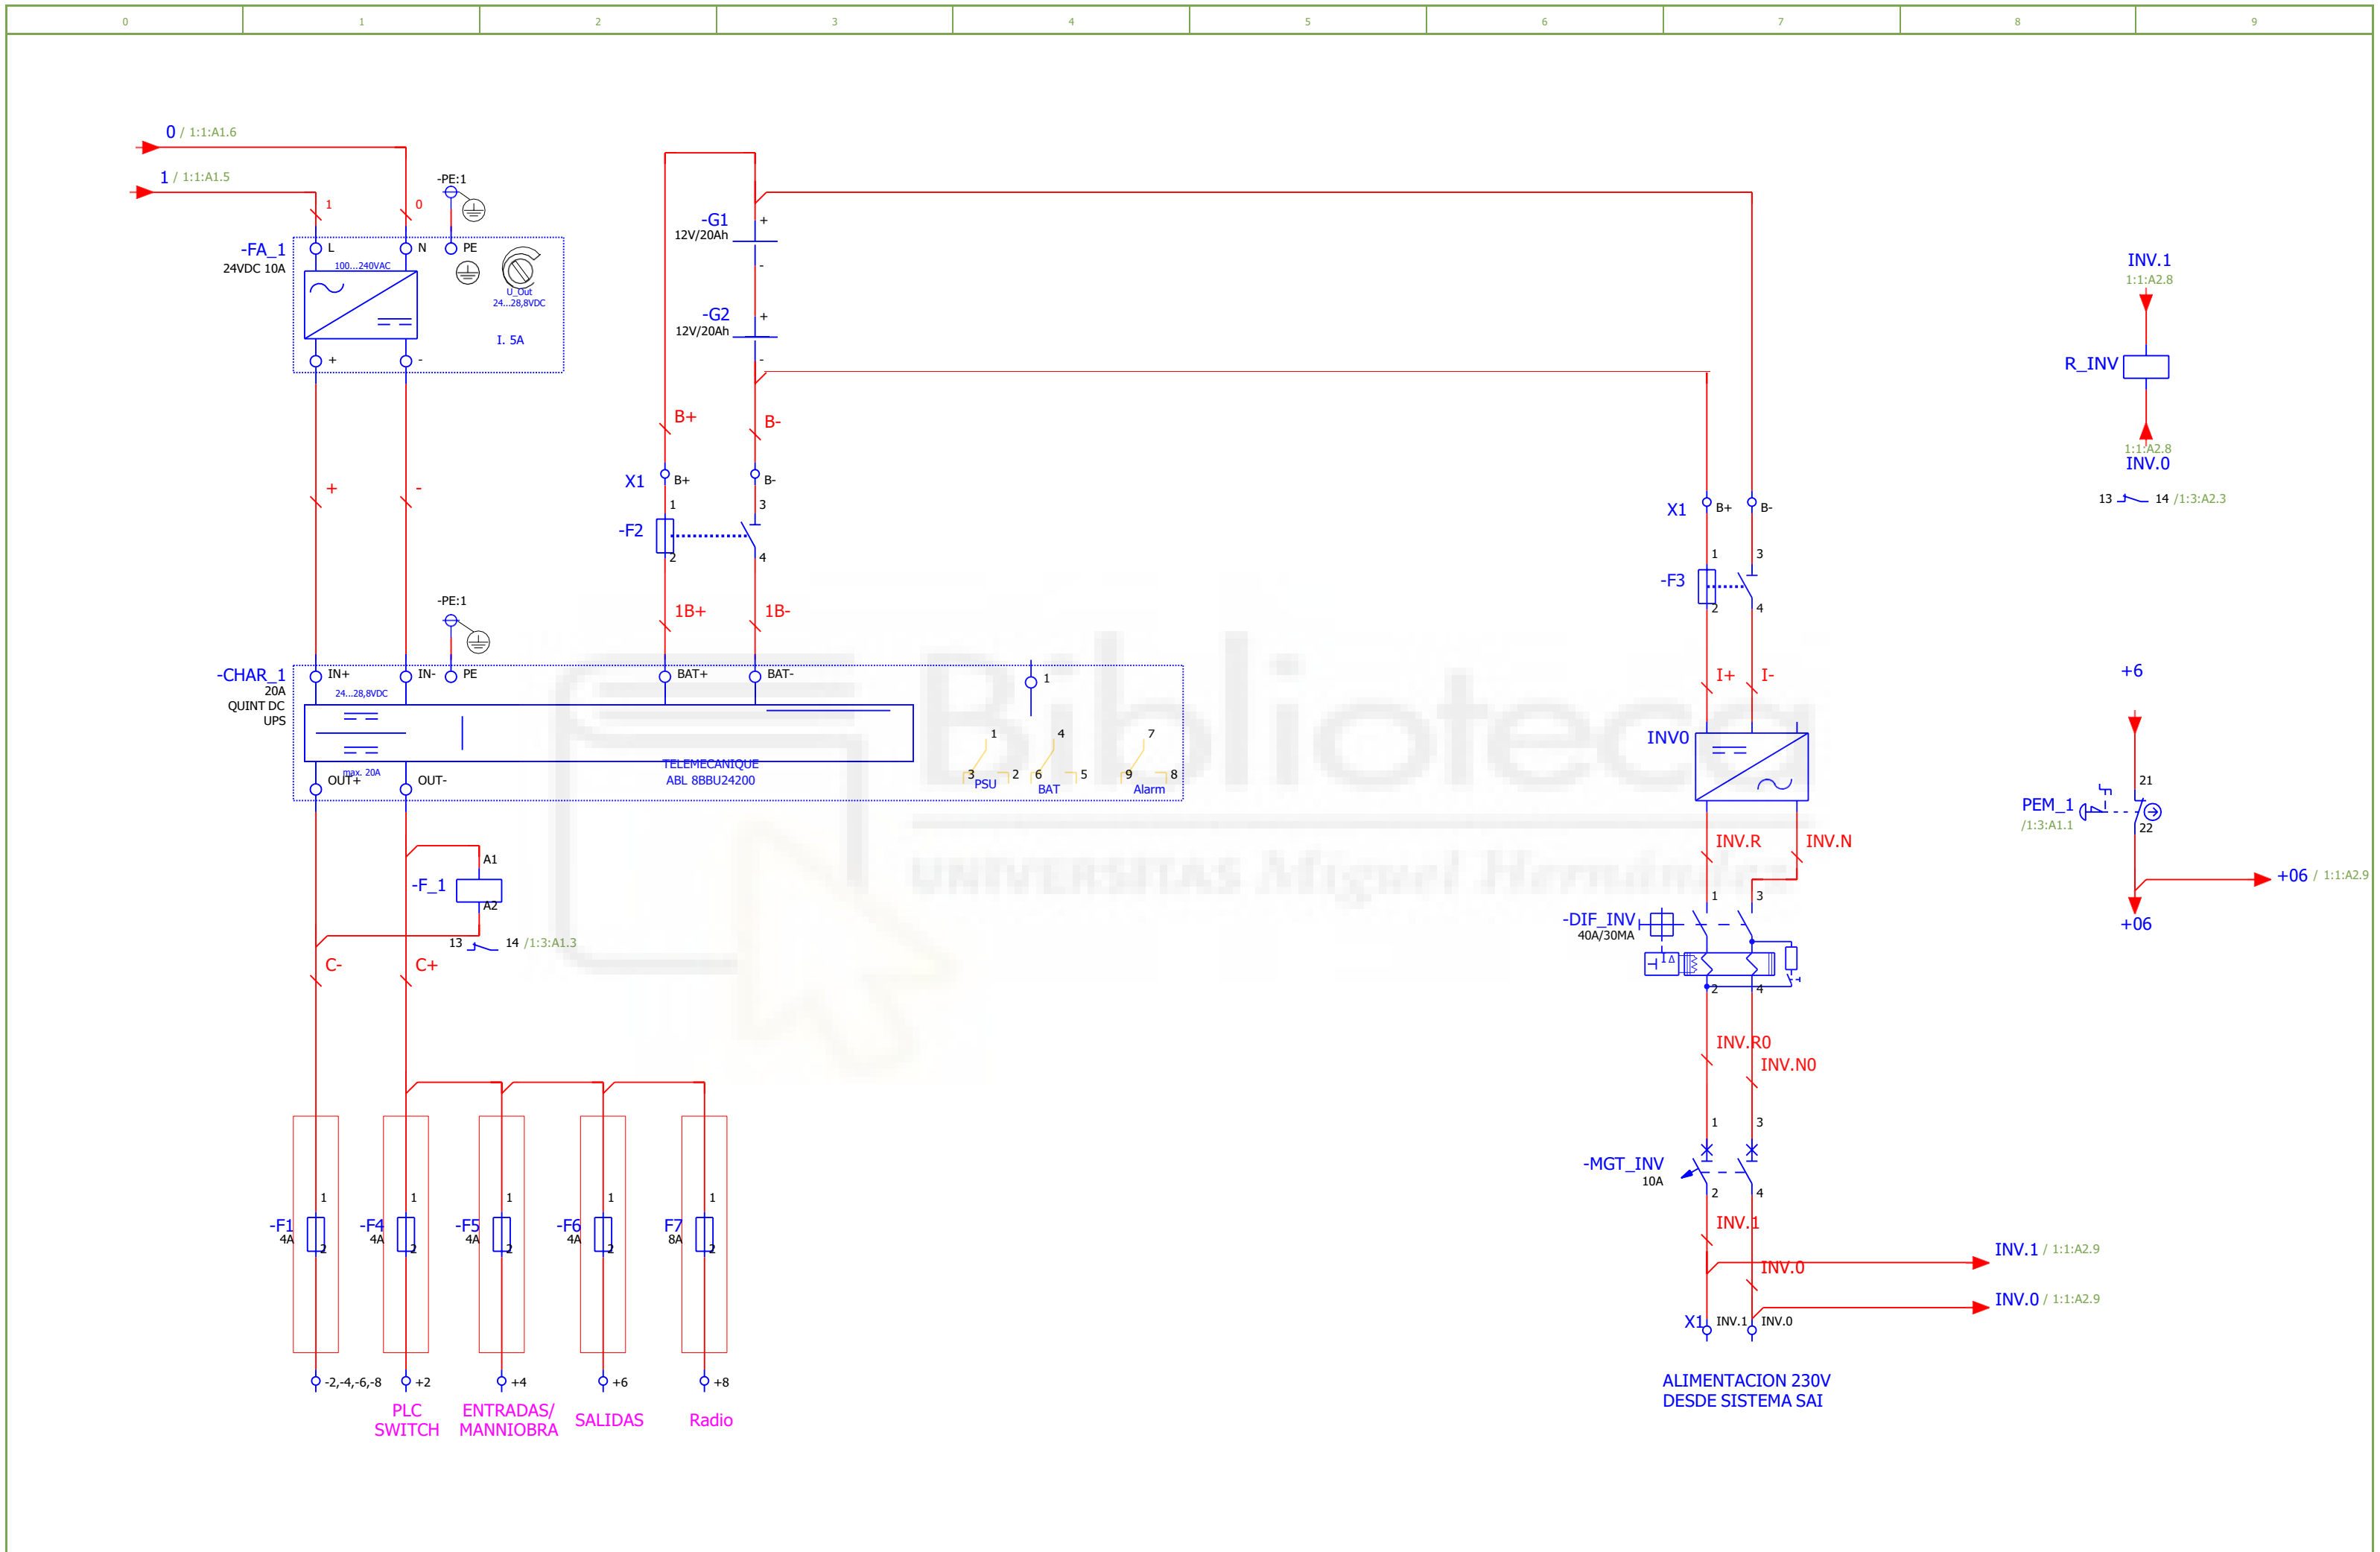 0 1 2 3 4 5 6 7 8 9
0 / 1:1:A1.6
1 / 1:1:A1.5
-PE:1
1
0
-FA_1
24VDC 10A
L
N
PE
100...240VAC
U_Out
24...28,8VDC
I. 5A
+
-
-G1
12V/20Ah
+
-
-G2
12V/20Ah
+
-
B+
B-
+
-
X1
B+
B-
1
3
-F2
2
4
1B+
1B-
-PE:1
-CHAR_1
20A
QUINT DC
UPS
IN+
IN-
PE
BAT+
BAT-
1
24...28,8VDC
max. 20A
OUT+
OUT-
TELEMECANIQUE
ABL 8BBU24200
1
3
2
PSU
4
6
5
BAT
7
9
8
Alarm
A1
-F_1
A2
13
14 /1:3:A1.3
C-
C+
-F1
4A
1
2
-F4
4A
1
2
-F5
4A
1
2
-F6
4A
1
2
F7
8A
1
2
-2,-4,-6,-8
+2
+4
+6
+8
PLC
SWITCH
ENTRADAS/
MANNIOBRA
SALIDAS
Radio
X1
B+
B-
1
3
-F3
2
4
I+
I-
INV0
INV.R
INV.N
1
3
-DIF_INV
40A/30MA
2
4
INV.R0
INV.N0
1
3
-MGT_INV
10A
2
4
INV.1
INV.0
INV.1 / 1:1:A2.9
INV.0 / 1:1:A2.9
X1
INV.1
INV.0
ALIMENTACION 230V
DESDE SISTEMA SAI
INV.1
1:1:A2.8
R_INV
1:1:A2.8
INV.0
13
14 /1:3:A2.3
+6
21
PEM_1
/1:3:A1.1
22
+06 / 1:1:A2.9
+06
Biblioteca
UNIVERSITAS Miguel Hernández